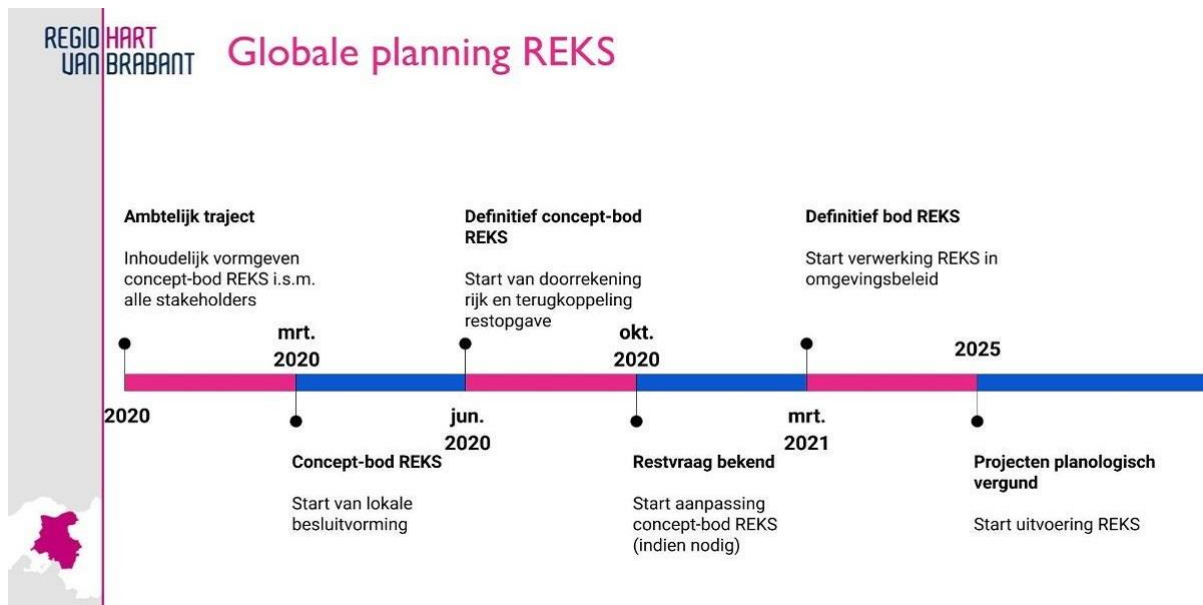 REGIO HART
VAN BRABANT
Globale planning REKS
Ambtelijk traject
Inhoudelijk vormgeven
concept-bod REKS i.s.m.
alle stakeholders
Definitief concept-bod
REKS
Start van doorrekening
rijk en terugkoppeling
restopgave
Definitief bod REKS
Start verwerking REKS in
omgevingsbeleid
mrt.
2020
okt.
2020
2025
2020
jun.
2020
mrt.
2021
Concept-bod REKS
Start van lokale
besluitvorming
Restvraag bekend
Start aanpassing
concept-bod REKS
(indien nodig)
Projecten planologisch
vergund
Start uitvoering REKS